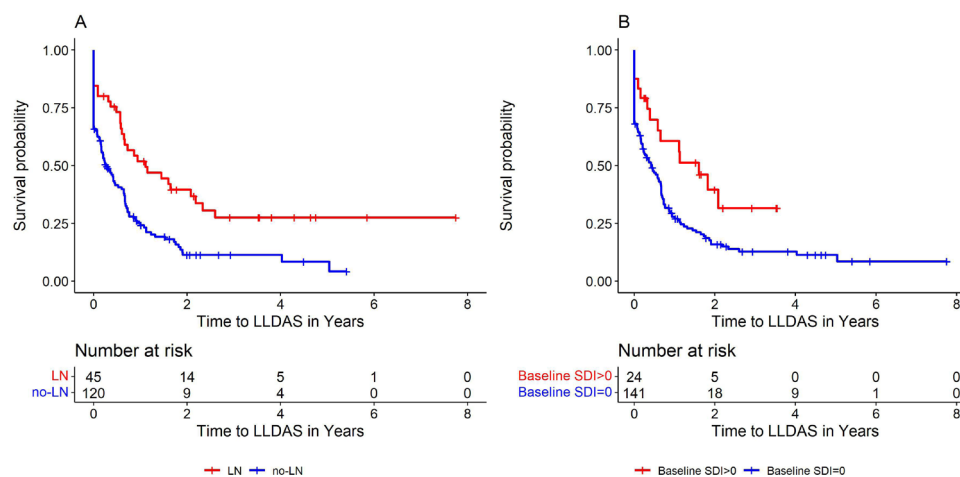 A
Survival probability
1.00
0.75
0.50
0.25
0.00
0 2 4 6 8
Time to LLDAS in Years
Number at risk
LN 45 14 5 1 0
no-LN 120 9 4 0 0
0 2 4 6 8
Time to LLDAS in Years
LN no-LN
B
Survival probability
1.00
0.75
0.50
0.25
0.00
0 2 4 6 8
Time to LLDAS in Years
Number at risk
Baseline SDI>0 24 5 0 0 0
Baseline SDI=0 141 18 9 1 0
0 2 4 6 8
Time to LLDAS in Years
Baseline SDI>0 Baseline SDI=0